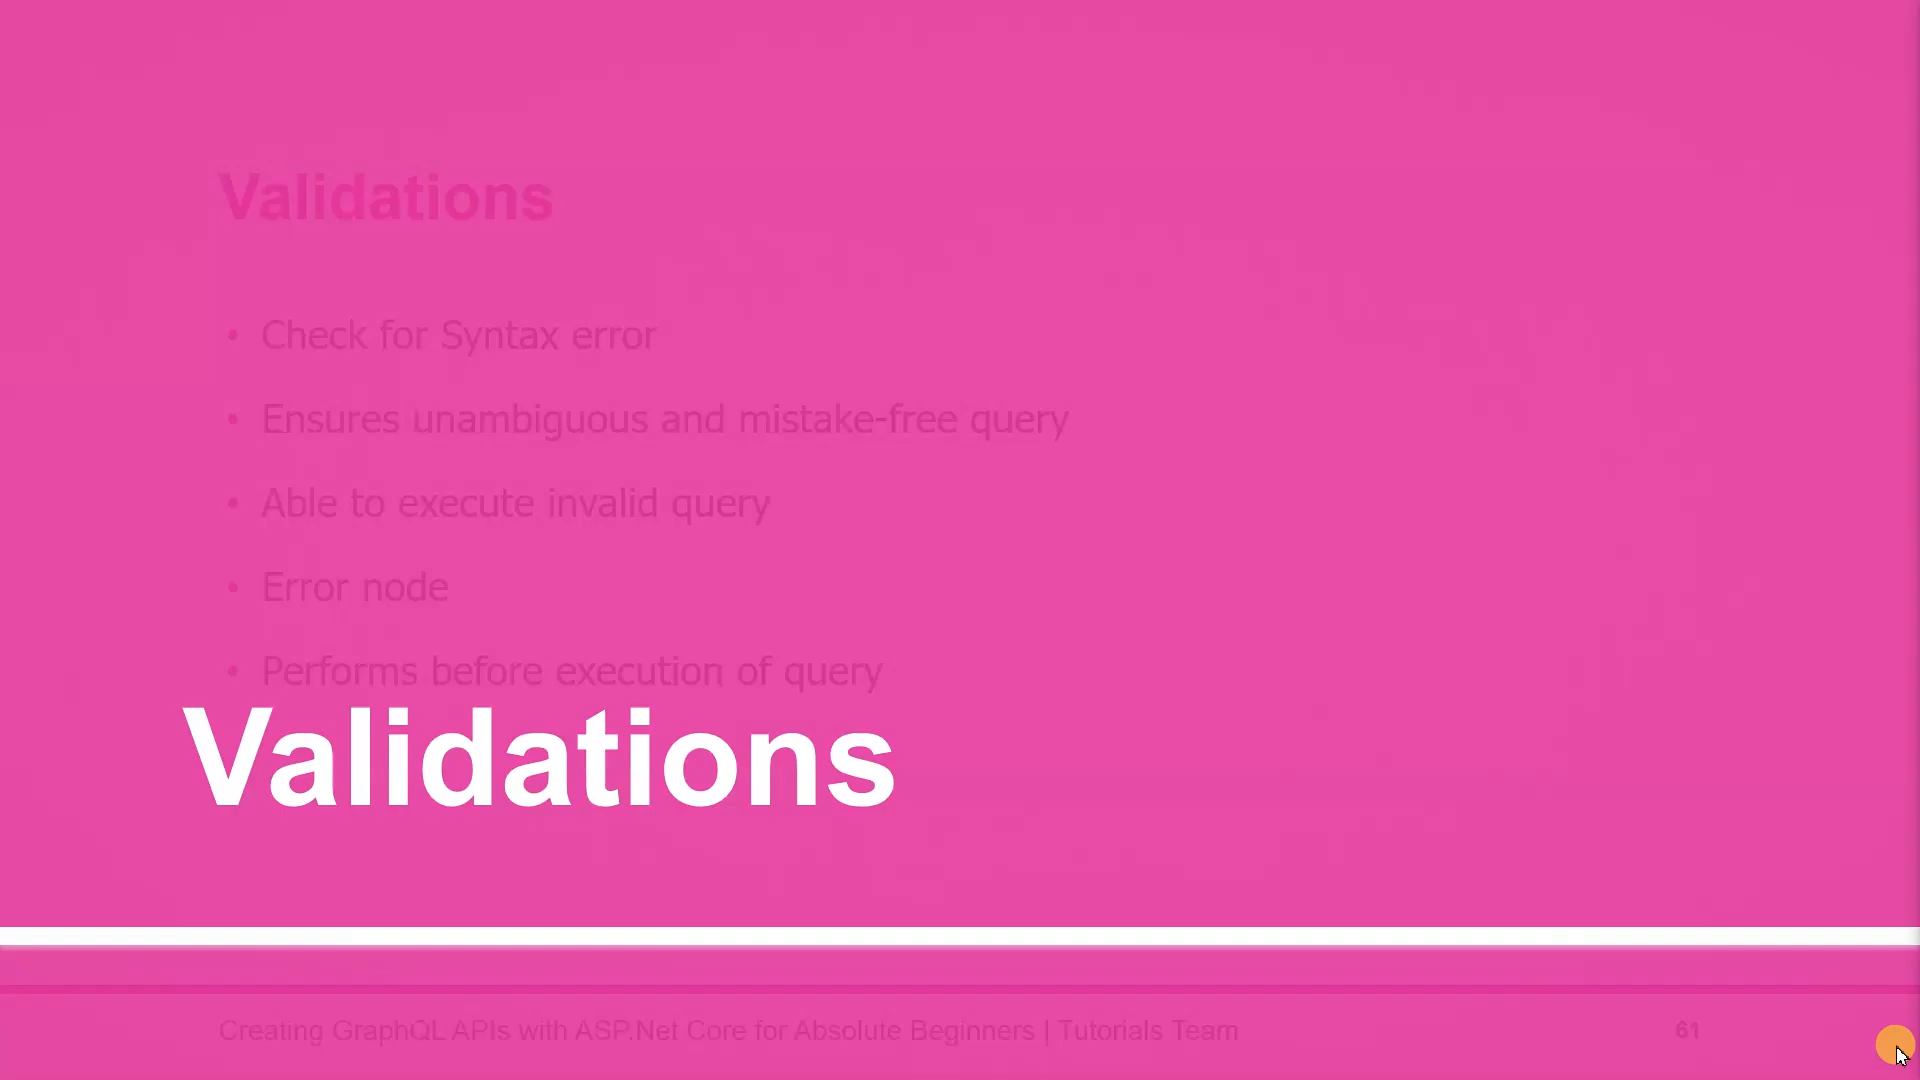 Validations
• Check for Syntax error
• Ensures unambiguous and mistake-free query
• Able to execute invalid query
• Error node
• Performs before execution of query
Validations
Creating GraphQL APIs with ASP.Net Core for Absolute Beginners | Tutorials Team
61